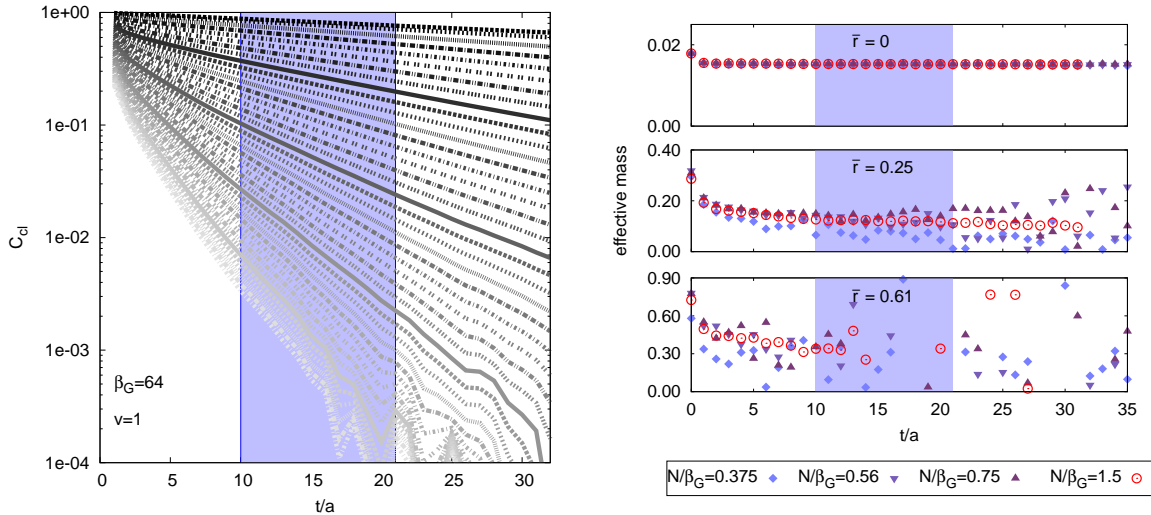 1e+00
1e-01
1e-02
1e-03
1e-04
C_cl
β_G=64
v=1
0 5 10 15 20 25 30
t/a
0.02
0.00
r̄ = 0
0.40
0.20
0.00
r̄ = 0.25
effective mass
0.90
0.60
0.30
0.00
r̄ = 0.61
0 5 10 15 20 25 30 35
t/a
N/β_G=0.375 N/β_G=0.56 N/β_G=0.75 N/β_G=1.5